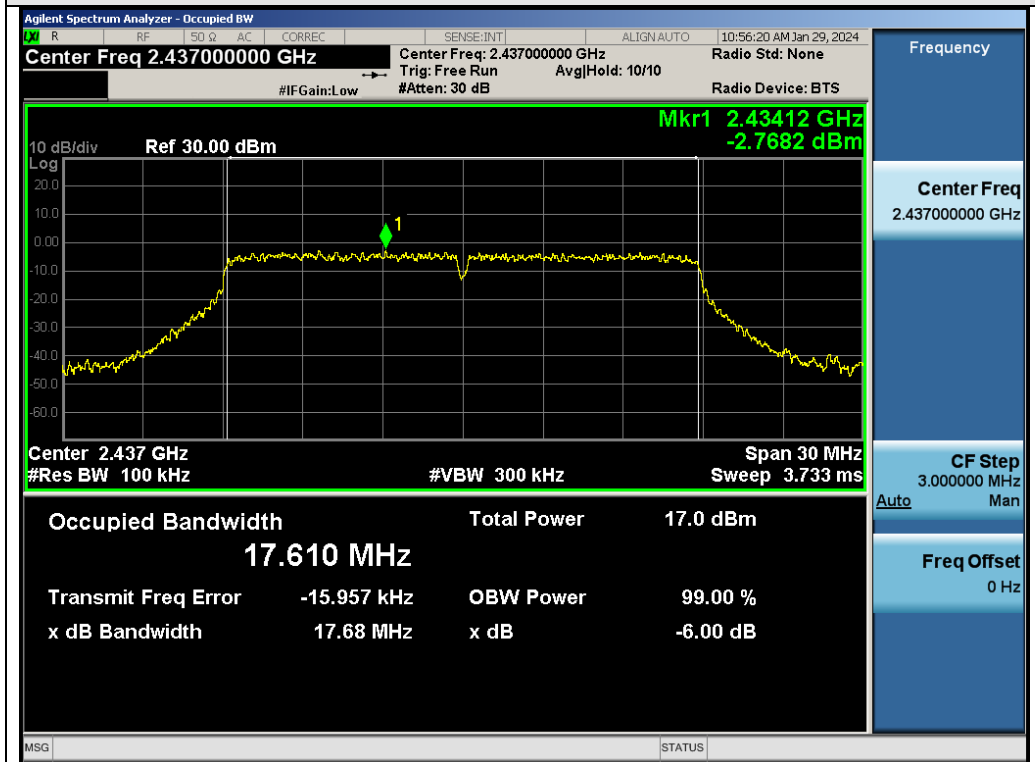 Agilent Spectrum Analyzer - Occupied BW
LXI R RF 50 Ω AC CORREC SENSE:INT ALIGN AUTO 10:56:20 AM Jan 29, 2024
Center Freq 2.437000000 GHz Center Freq: 2.437000000 GHz Radio Std: None
Trig: Free Run Avg|Hold: 10/10
#IFGain:Low #Atten: 30 dB Radio Device: BTS
Mkr1 2.43412 GHz
10 dB/div Ref 30.00 dBm -2.7682 dBm
Log
20.0
10.0
0.00
-10.0
-20.0
-30.0
-40.0
-50.0
-60.0
1
Center 2.437 GHz Span 30 MHz
#Res BW 100 kHz #VBW 300 kHz Sweep 3.733 ms
Occupied Bandwidth Total Power 17.0 dBm
17.610 MHz
Transmit Freq Error -15.957 kHz OBW Power 99.00 %
x dB Bandwidth 17.68 MHz x dB -6.00 dB
MSG STATUS
Frequency
Center Freq
2.437000000 GHz
CF Step
3.000000 MHz
Auto Man
Freq Offset
0 Hz